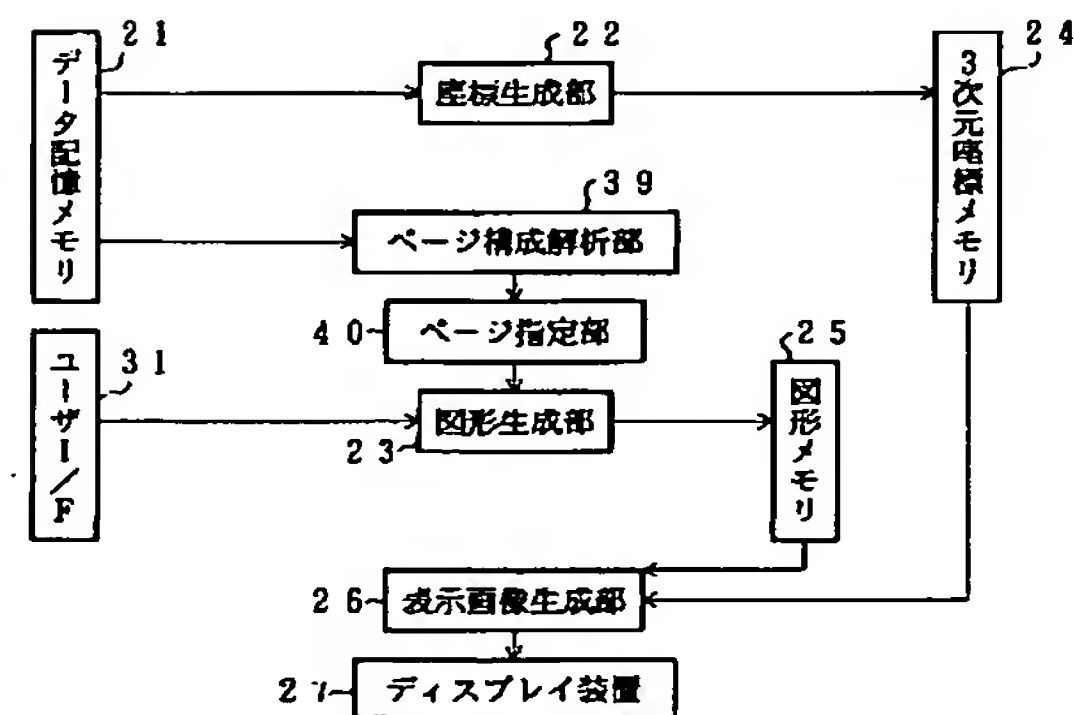 21
データ記憶メモリ
22
座標生成部
24
3次元座標メモリ
39
ページ構成解析部
40
ページ指定部
31
ユーザーI/F
23
図形生成部
25
図形メモリ
26
表示画像生成部
27
ディスプレイ装置